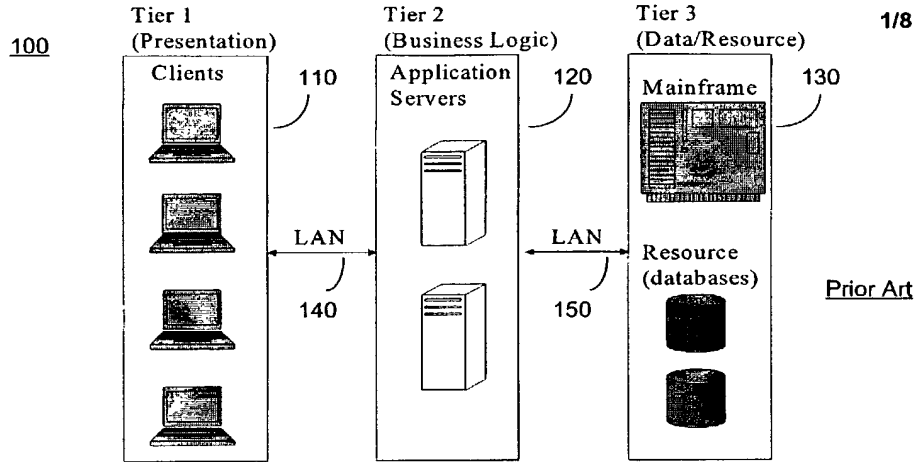 100
Tier 1
(Presentation)
Clients
110
Tier 2
(Business Logic)
Application
Servers
120
Tier 3
(Data/Resource)
Mainframe
130
1/8
LAN
140
LAN
150
Resource
(databases)
Prior Art